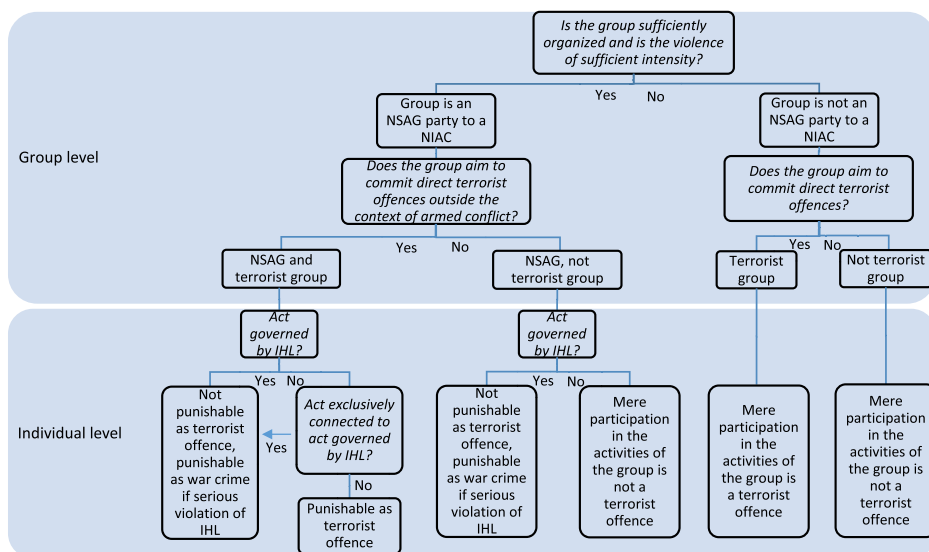 Is the group sufficiently
organized and is the violence
of sufficient intensity?
Yes
No
Group is an
NSAG party to a
NIAC
Group is not an
NSAG party to a
NIAC
Group level
Does the group aim to
commit direct terrorist
offences outside the
context of armed conflict?
Does the group aim to
commit direct terrorist
offences?
Yes
No
Yes
No
NSAG and
terrorist group
NSAG, not
terrorist group
Terrorist
group
Not terrorist
group
Act
governed
by IHL?
Act
governed
by IHL?
Yes
No
Yes
No
Individual level
Not
punishable
as terrorist
offence,
punishable
as war crime
if serious
violation of
IHL
Act exclusively
connected to
act governed
by IHL?
Yes
No
Punishable as
terrorist
offence
Not
punishable
as terrorist
offence,
punishable
as war crime
if serious
violation of
IHL
Mere
participation
in the
activities of
the group is
not a
terrorist
offence
Mere
participation
in the
activities of
the group is
a terrorist
offence
Mere
participation
in the
activities of
the group is
not a
terrorist
offence